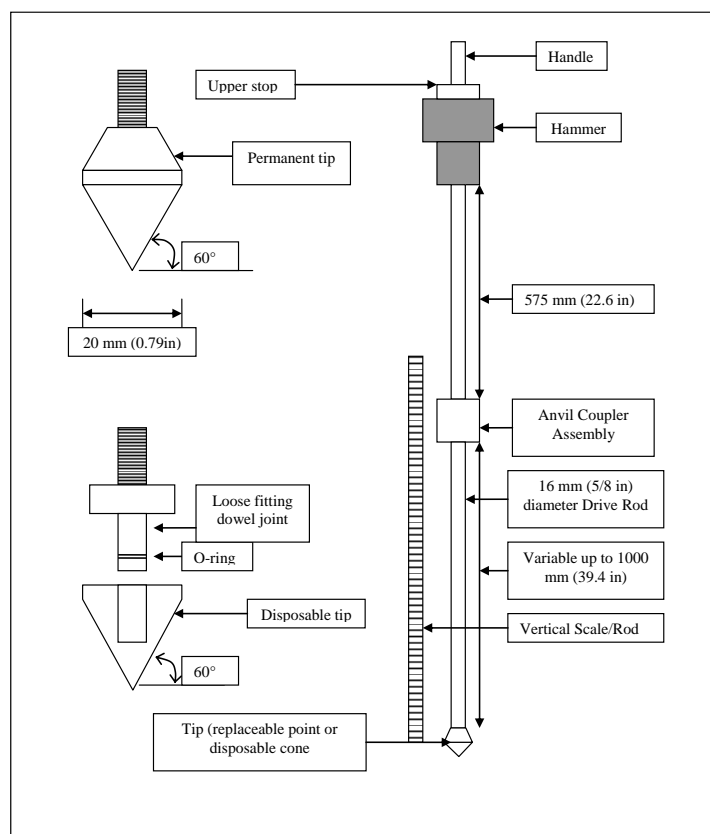 Handle
Upper stop
Hammer
Permanent tip
60°
575 mm (22.6 in)
20 mm (0.79in)
Anvil Coupler
Assembly
Loose fitting
dowel joint
16 mm (5/8 in)
diameter Drive Rod
O-ring
Variable up to 1000
mm (39.4 in)
Disposable tip
Vertical Scale/Rod
60°
Tip (replaceable point or
disposable cone